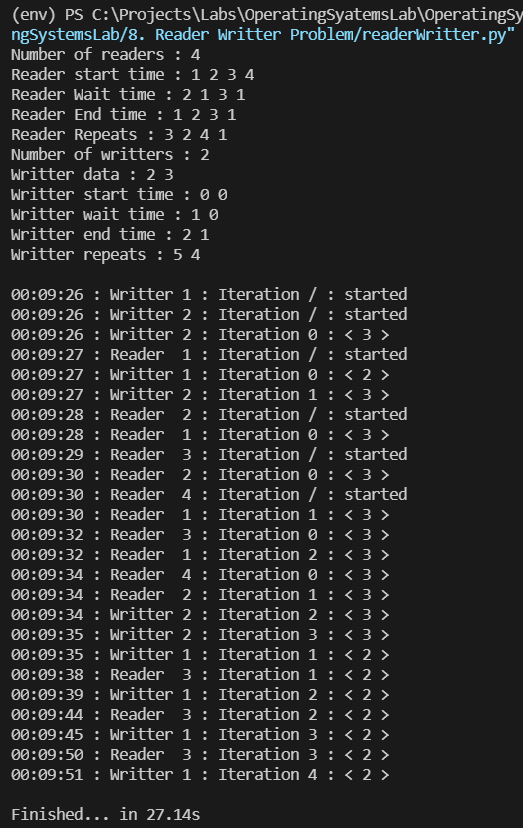 (env) PS C:\Projects\Labs\OperatingSyatemsLab\OperatingSy
ngSystemsLab/8. Reader Writter Problem/readerWritter.py"
Number of readers : 4
Reader start time : 1 2 3 4
Reader Wait time : 2 1 3 1
Reader End time : 1 2 3 1
Reader Repeats : 3 2 4 1
Number of writters : 2
Writter data : 2 3
Writter start time : 0 0
Writter wait time : 1 0
Writter end time : 2 1
Writter repeats : 5 4
00:09:26 : Writter 1 : Iteration / : started
00:09:26 : Writter 2 : Iteration / : started
00:09:26 : Writter 2 : Iteration 0 : < 3 >
00:09:27 : Reader  1 : Iteration / : started
00:09:27 : Writter 1 : Iteration 0 : < 2 >
00:09:27 : Writter 2 : Iteration 1 : < 3 >
00:09:28 : Reader  2 : Iteration / : started
00:09:28 : Reader  1 : Iteration 0 : < 3 >
00:09:29 : Reader  3 : Iteration / : started
00:09:30 : Reader  2 : Iteration 0 : < 3 >
00:09:30 : Reader  4 : Iteration / : started
00:09:30 : Reader  1 : Iteration 1 : < 3 >
00:09:32 : Reader  3 : Iteration 0 : < 3 >
00:09:32 : Reader  1 : Iteration 2 : < 3 >
00:09:34 : Reader  4 : Iteration 0 : < 3 >
00:09:34 : Reader  2 : Iteration 1 : < 3 >
00:09:34 : Writter 2 : Iteration 2 : < 3 >
00:09:35 : Writter 2 : Iteration 3 : < 3 >
00:09:35 : Writter 1 : Iteration 1 : < 2 >
00:09:38 : Reader  3 : Iteration 1 : < 2 >
00:09:39 : Writter 1 : Iteration 2 : < 2 >
00:09:44 : Reader  3 : Iteration 2 : < 2 >
00:09:45 : Writter 1 : Iteration 3 : < 2 >
00:09:50 : Reader  3 : Iteration 3 : < 2 >
00:09:51 : Writter 1 : Iteration 4 : < 2 >
Finished... in 27.14s